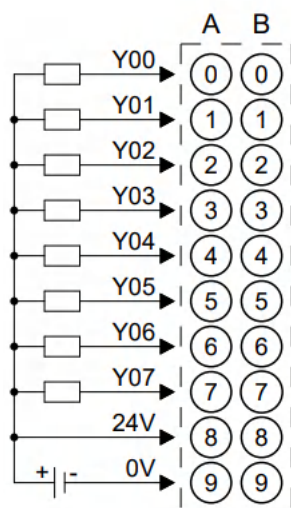 A B
Y00 0 0
Y01 1 1
Y02 2 2
Y03 3 3
Y04 4 4
Y05 5 5
Y06 6 6
Y07 7 7
24V 8 8
+ - 0V 9 9